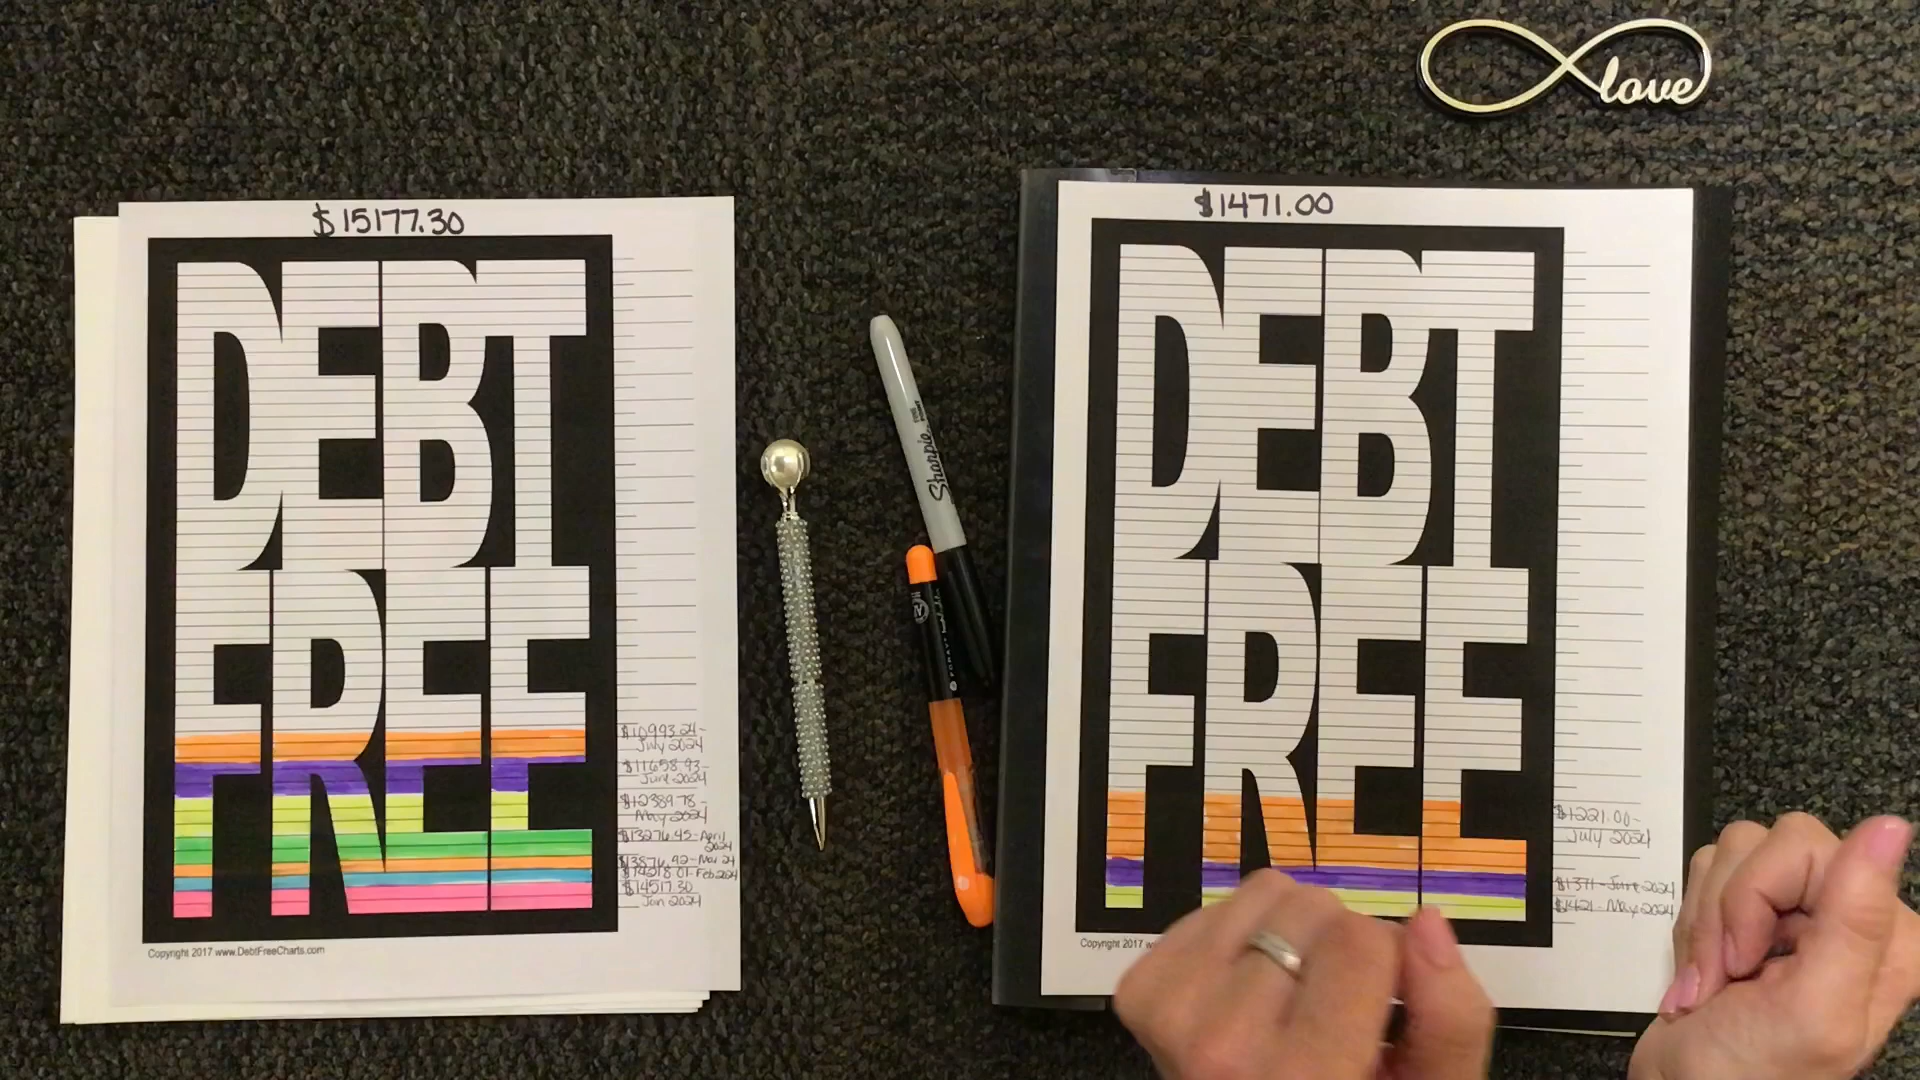 love
$15177.30
DEBT
FREE
$10993.24-
July 2024
$11658.93-
June 2024
$12389.78-
May 2024
$13276.45-April
2024
$13876.92-Mar 24
$14218.01-Feb 2024
$14517.30
Jan 2024
Copyright 2017 www.DebtFreeCharts.com
Sharpie
$1471.00
DEBT
FREE
$1221.00-
July 2024
$1371-June 2024
$1421-May 2024
Copyright 2017